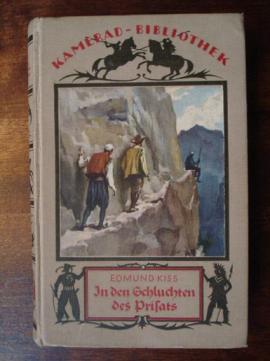 KAMERAD-BIBLIOTHEK
EDMUND KISS
In den Schluchten
des Prisats